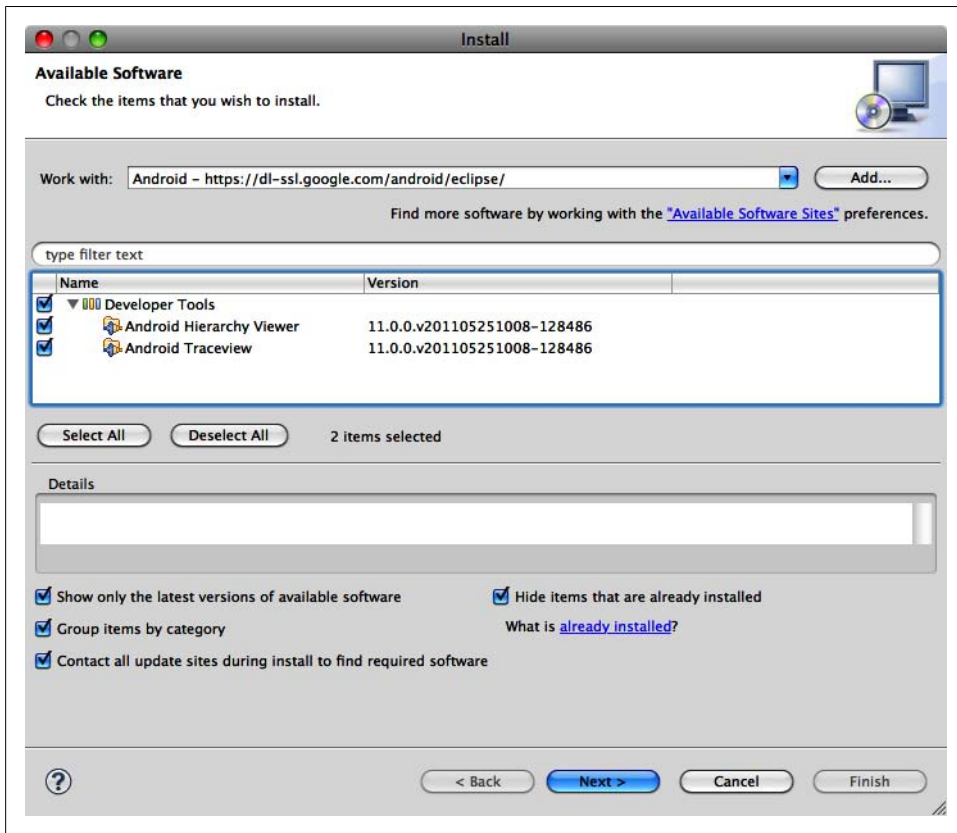 Install
Available Software
Check the items that you wish to install.
Work with: Android – https://dl-ssl.google.com/android/eclipse/ Add...
Find more software by working with the "Available Software Sites" preferences.
type filter text
Name Version
Developer Tools
Android Hierarchy Viewer 11.0.0.v201105251008-128486
Android Traceview 11.0.0.v201105251008-128486
Select All Deselect All 2 items selected
Details
Show only the latest versions of available software Hide items that are already installed
Group items by category What is already installed?
Contact all update sites during install to find required software
? < Back Next > Cancel Finish